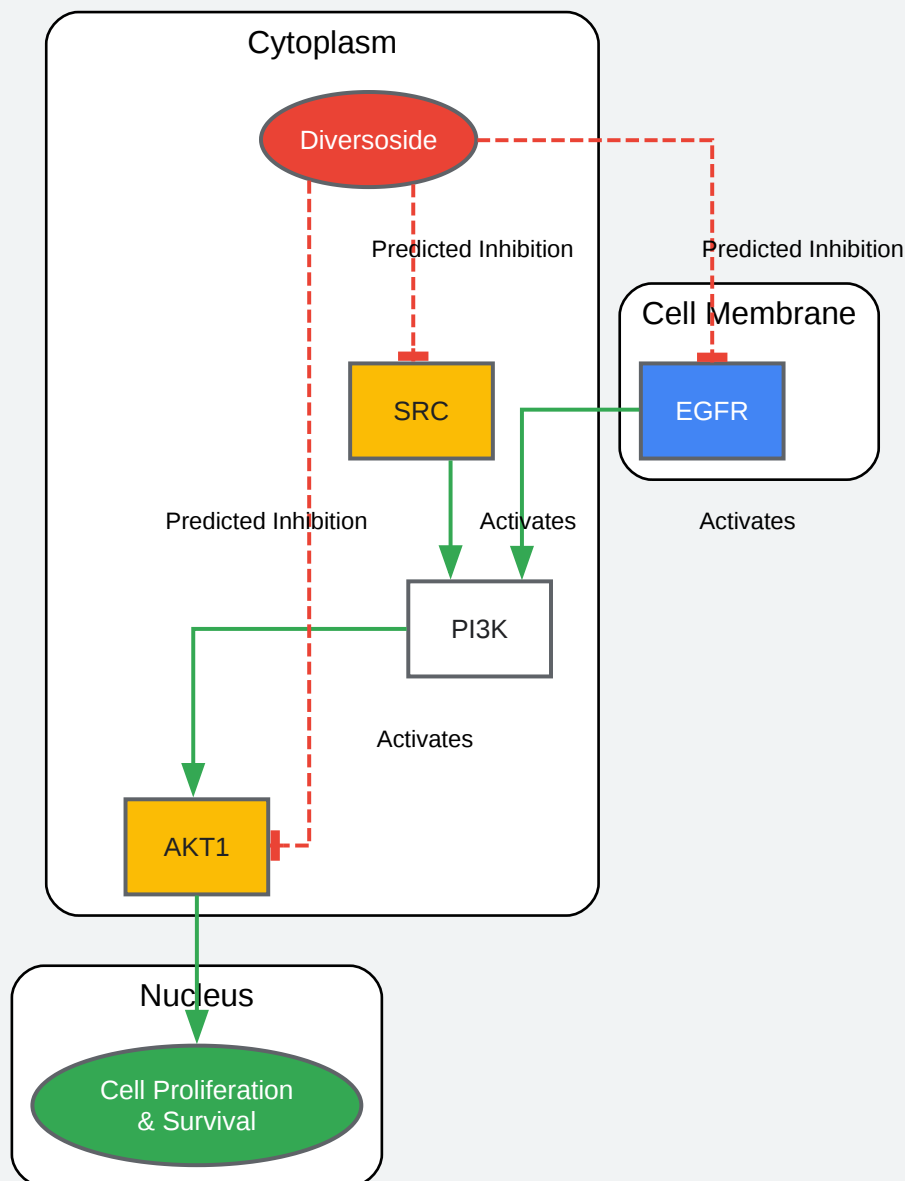 Cytoplasm
Diversoside
Predicted Inhibition
Predicted Inhibition
Cell Membrane
SRC
EGFR
Predicted Inhibition
Activates
Activates
PI3K
Activates
AKT1
Nucleus
Cell Proliferation
& Survival